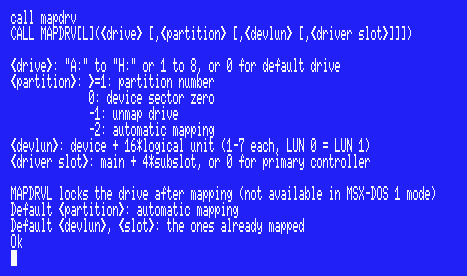 call mapdrv
CALL MAPDRV[L](<drive> [,<partition> [,<devlun> [,<driver slot>]]])
<drive>: "A:" to "H:" or 1 to 8, or 0 for default drive
<partition>: >=1: partition number
0: device sector zero
-1: unmap drive
-2: automatic mapping
<devlun>: device + 16*logical unit (1-7 each, LUN 0 = LUN 1)
<driver slot>: main + 4*subslot, or 0 for primary controller
MAPDRVL locks the drive after mapping (not available in MSX-DOS 1 mode)
Default <partition>: automatic mapping
Default <devlun>, <slot>: the ones already mapped
Ok